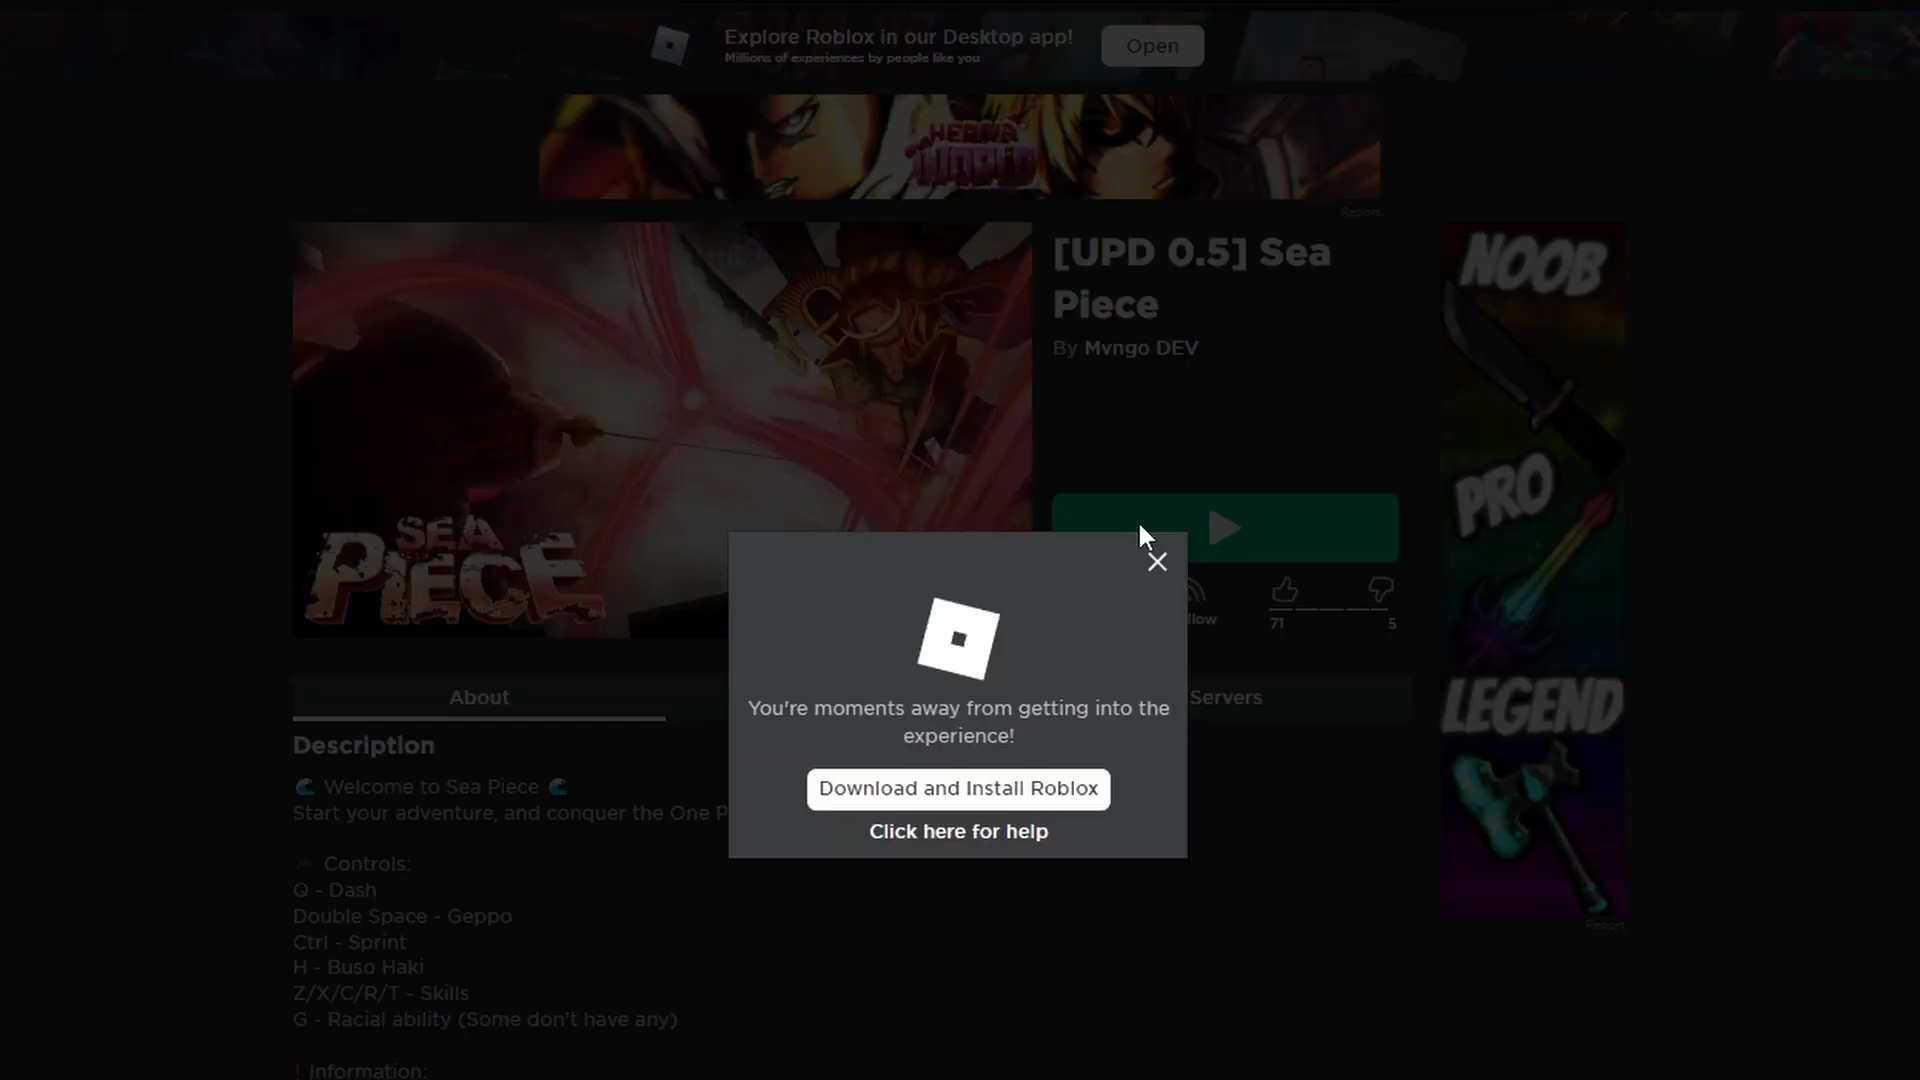 Explore Roblox in our Desktop app!
Millions of experiences by people like you
Open
WORLD
Report
[UPD 0.5] Sea
Piece
By Mvngo DEV
SEA
PIECE
NOOB
PRO
LEGEND
Report
llow
71
5
You're moments away from getting into the
experience!
Download and Install Roblox
Click here for help
About
Servers
Description
Welcome to Sea Piece
Start your adventure, and conquer the One P
Controls:
Q - Dash
Double Space - Geppo
Ctrl - Sprint
H - Buso Haki
Z/X/C/R/T - Skills
G - Racial ability (Some don't have any)
! Information: